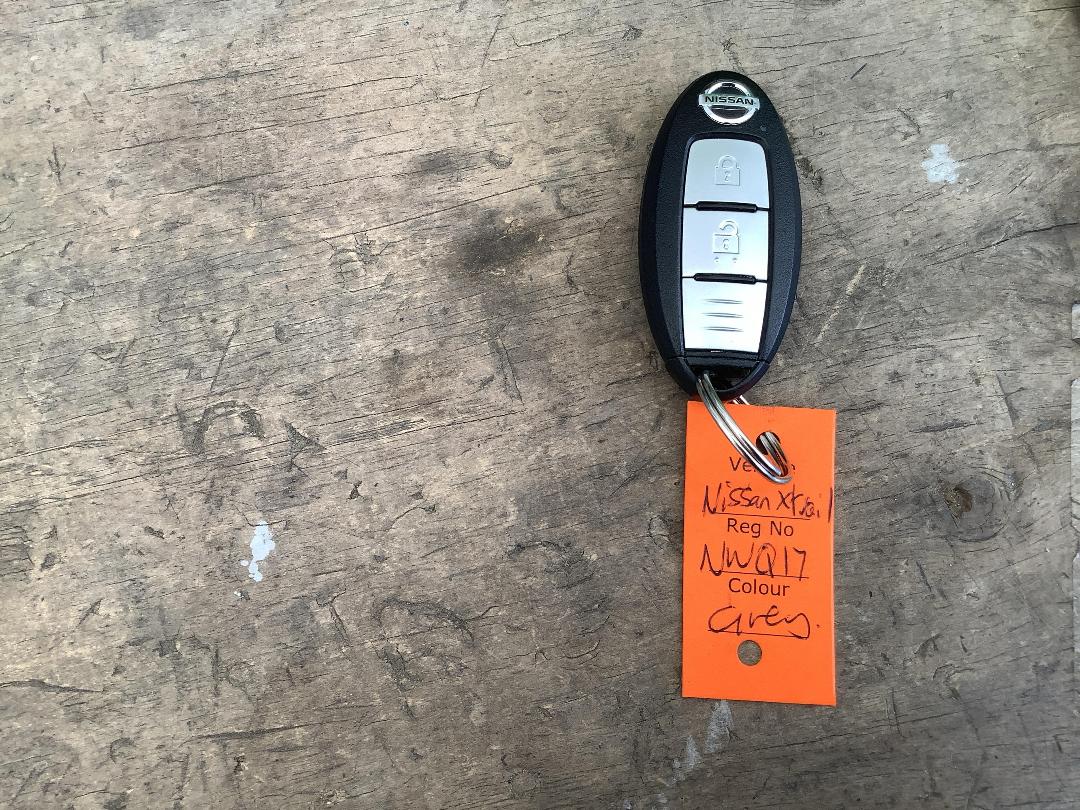 NISSAN
Nissan Xtrail
Reg No
NWQ17
Colour
Grey.